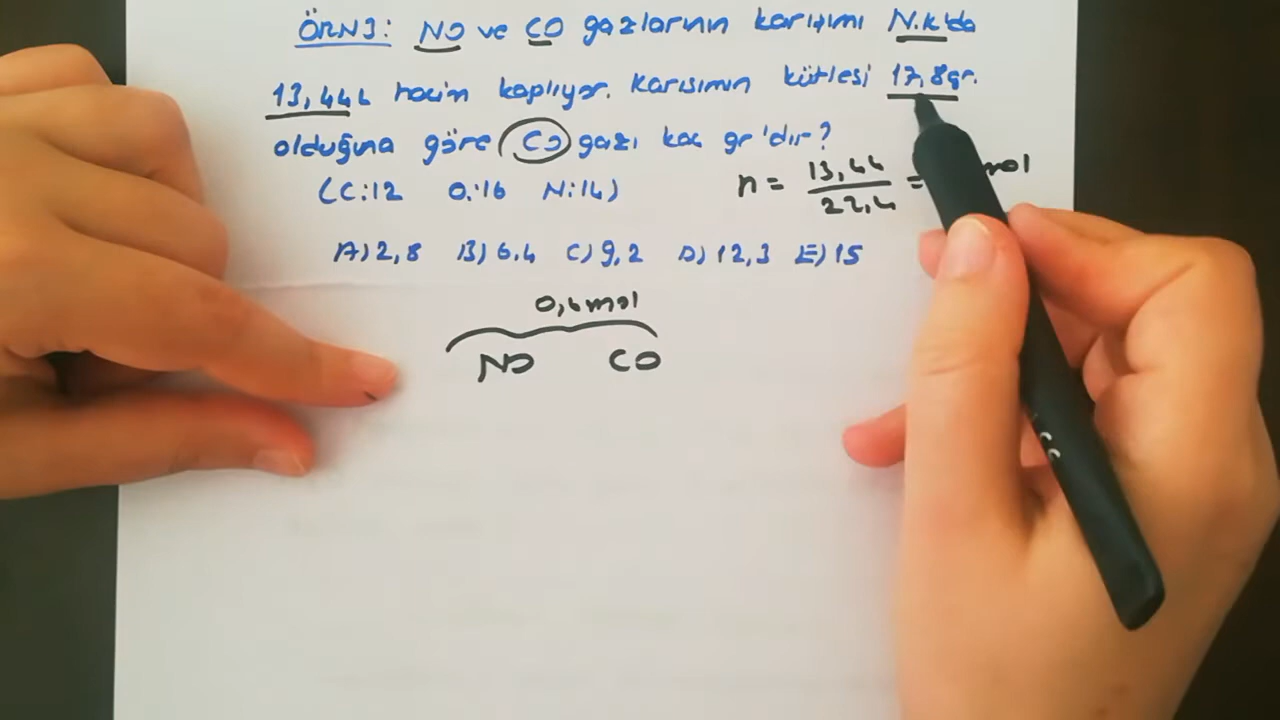 ÖRN3: NO ve CO gazlarının karışımı N.K'da
13,44L hacim kaplıyor. Karışımın kütlesi 17,8gr.
olduğuna göre CO gazı kaç gr'dır?
(C:12 O:16 N:14)
n = 13,44 / 22,4 =
A) 2,8 B) 6,4 C) 9,2 D) 12,3 E) 15
0,6mol
NO CO